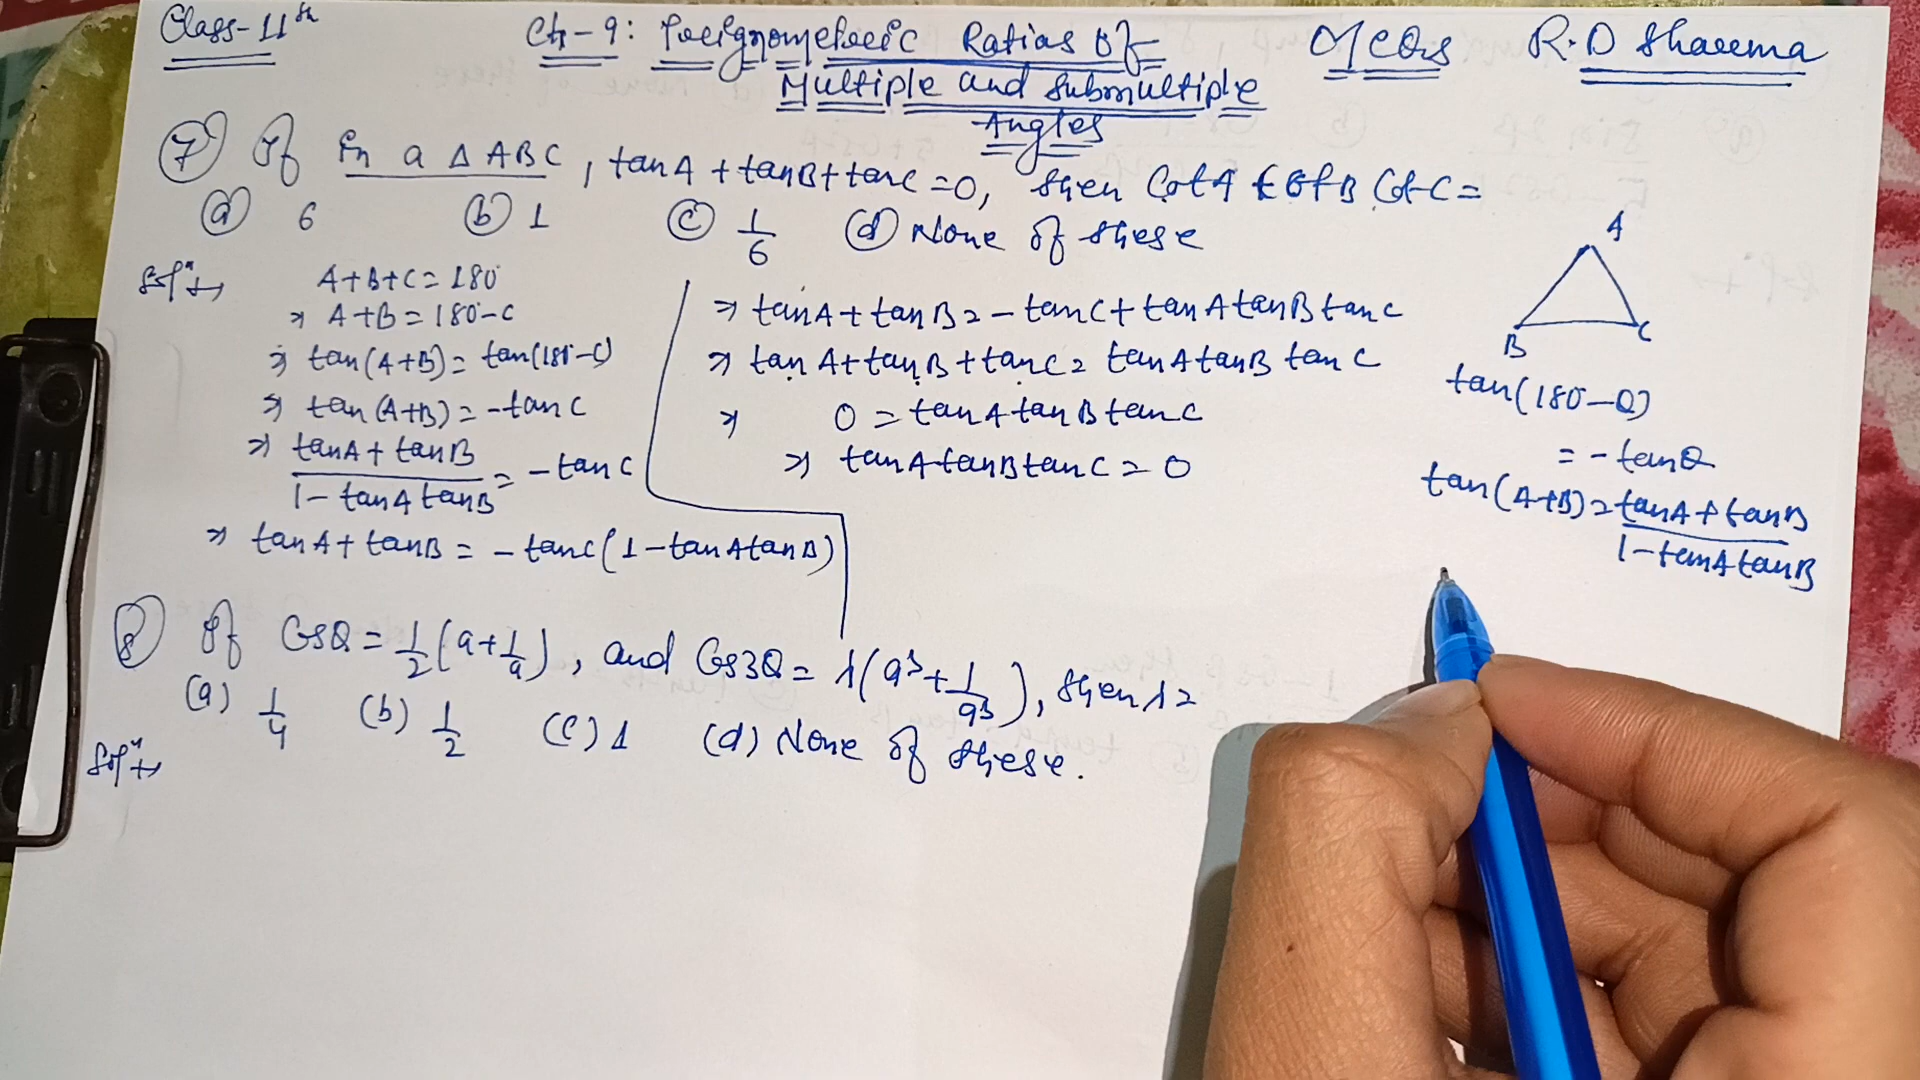 Class-11th
Ch-9: Trigonometric Ratios of
Multiple and Submultiple
Angles
MCQs R.D Sharma
⑦ If in a Δ ABC, tanA + tanB + tanC = 0, then CotA CotB CotC =
ⓐ 6 ⓑ 1 ⓒ 1/6 ⓓ None of these
Solⁿ→
A+B+C = 180°
⇒ A+B = 180°-C
⇒ tan(A+B) = tan(180°-C)
⇒ tan(A+B) = -tanC
⇒ (tanA + tanB)/(1 - tanA tanB) = -tanC
⇒ tanA + tanB = -tanC(1 - tanA tanB)
⇒ tanA + tanB = -tanC + tanA tanB tanC
⇒ tanA + tanB + tanC = tanA tanB tanC
⇒ 0 = tanA tanB tanC
⇒ tanA tanB tanC = 0
A
B C
tan(180°-θ)
= -tanθ
tan(A+B) = (tanA + tanB)/(1 - tanA tanB)
⑧ If Cosθ = 1/2(a + 1/a), and Cos3θ = λ(a³ + 1/a³), then λ =
(a) 1/4 (b) 1/2 (c) 1 (d) None of these.
Solⁿ→